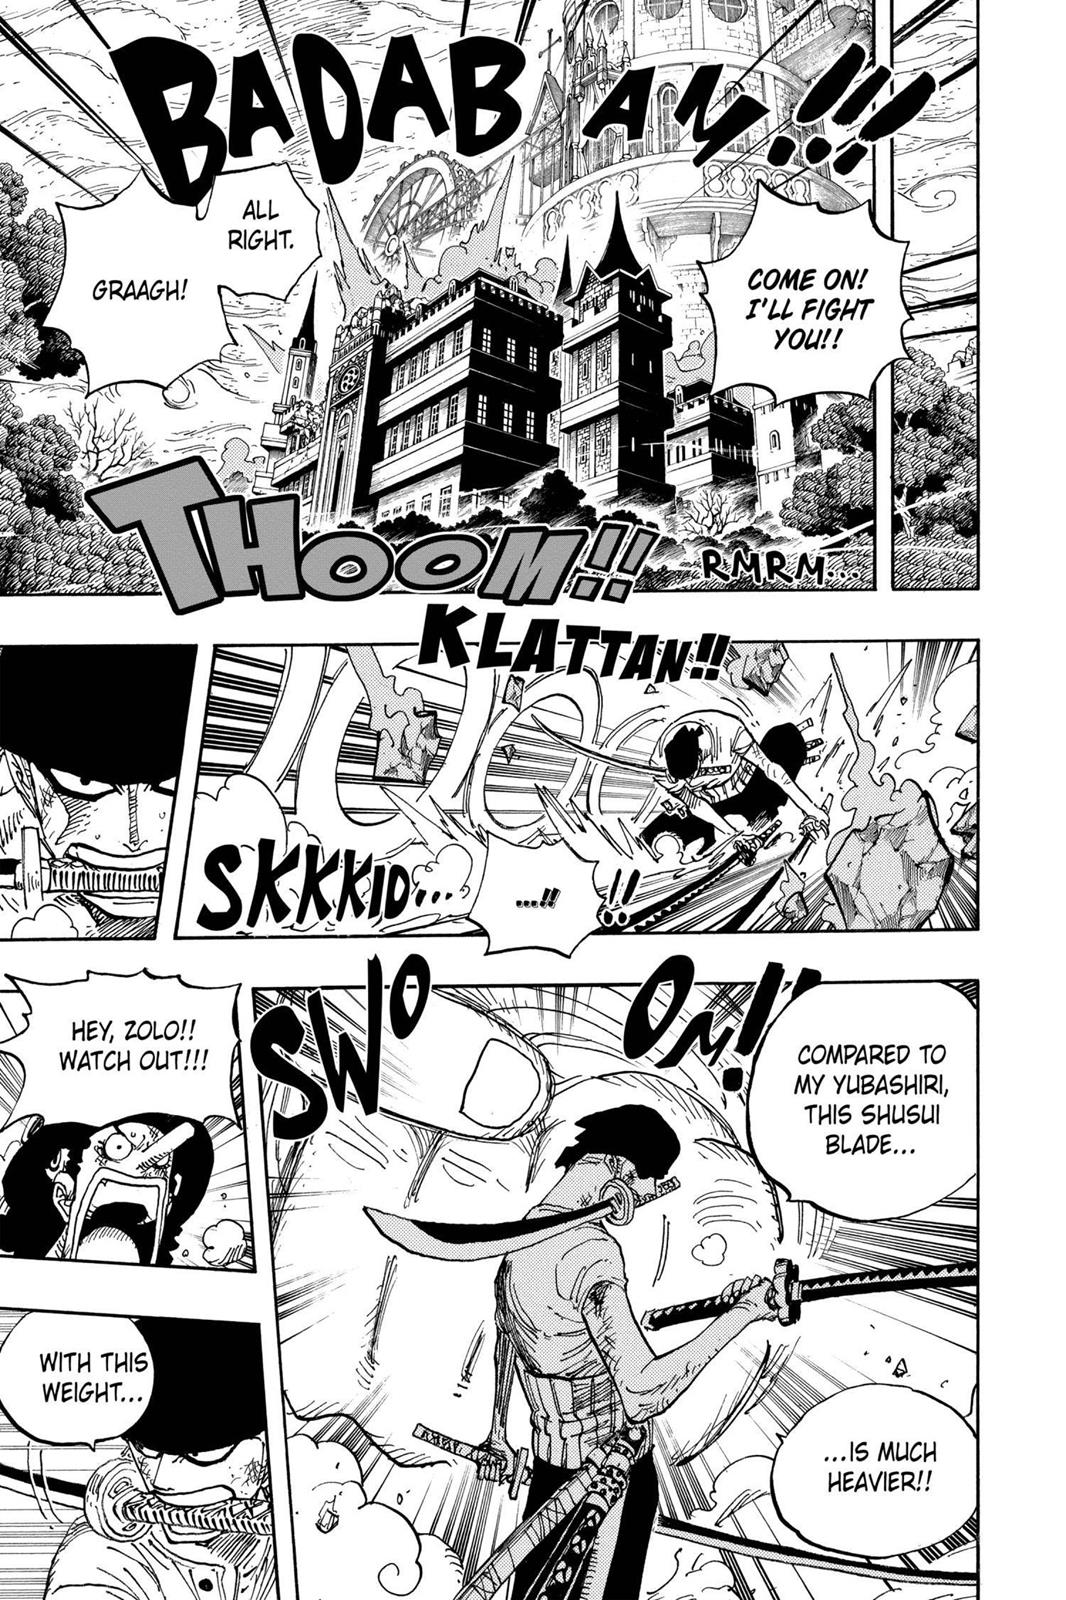 BADABAM!!!
COME ON!
I'LL FIGHT
YOU!!
ALL
RIGHT.
GRAAGH!
THOOM!!
RMRM...
KLATTAN!!
!!
...!!
SKKKID...
SWOOM!!
COMPARED TO
MY YUBASHIRI,
THIS SHUSUI
BLADE...
HEY, ZOLO!!
WATCH OUT!!!
...IS MUCH
HEAVIER!!
WITH THIS
WEIGHT...